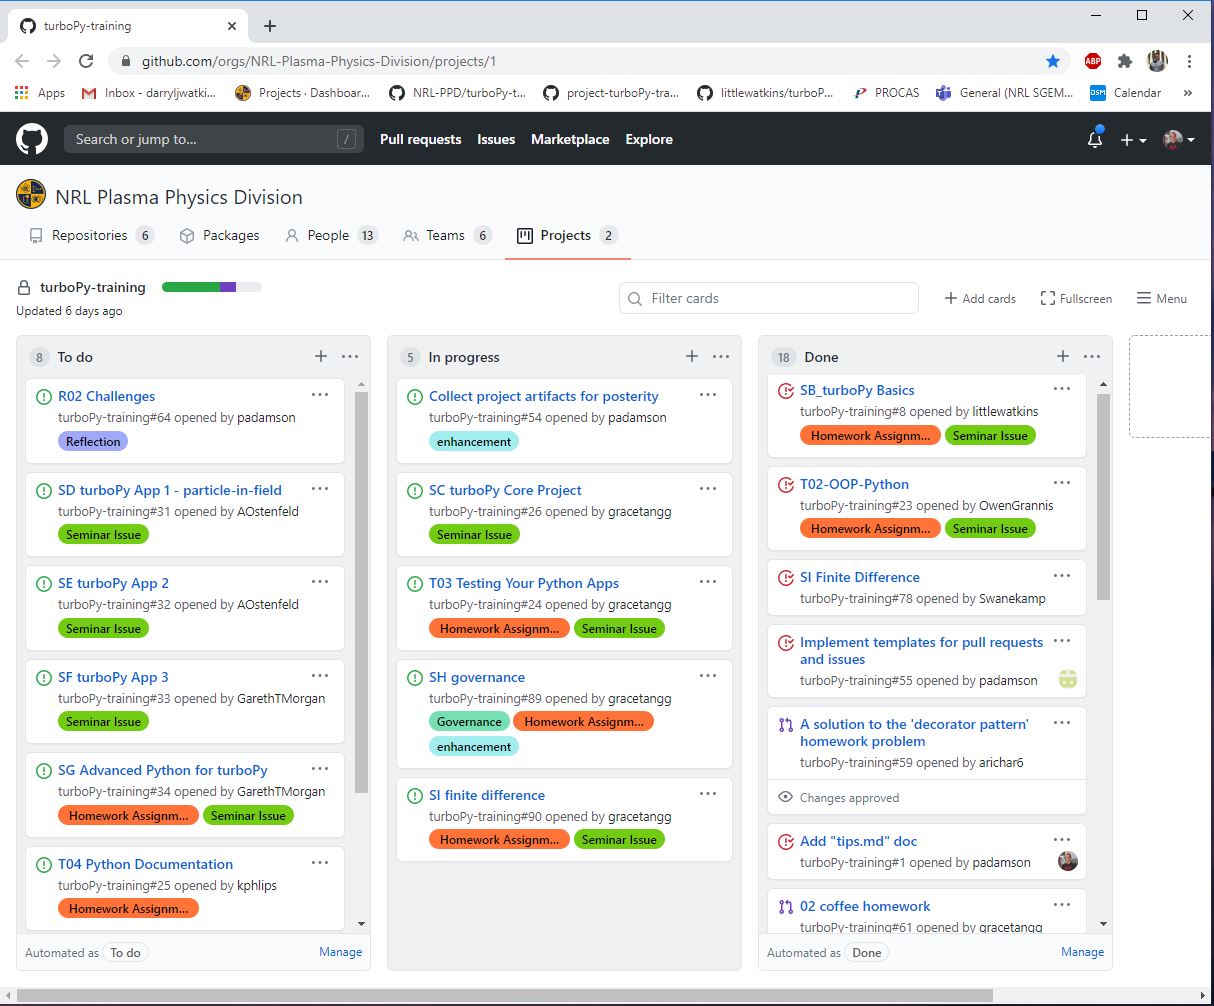 turboPy-training
github.com/orgs/NRL-Plasma-Physics-Division/projects/1
ABP
Apps
Inbox - darryljwatki...
Projects · Dashboar...
NRL-PPD/turboPy-t...
project-turboPy-tra...
littlewatkins/turboP...
PROCAS
General (NRL SGEM...
DSM
Calendar
»
Search or jump to...
/
Pull requests
Issues
Marketplace
Explore
NRL Plasma Physics Division
Repositories 6
Packages
People 13
Teams 6
Projects 2
turboPy-training
Updated 6 days ago
Filter cards
Add cards
Fullscreen
Menu
8 To do
R02 Challenges
turboPy-training#64 opened by padamson
Reflection
SD turboPy App 1 - particle-in-field
turboPy-training#31 opened by AOstenfeld
Seminar Issue
SE turboPy App 2
turboPy-training#32 opened by AOstenfeld
Seminar Issue
SF turboPy App 3
turboPy-training#33 opened by GarethTMorgan
Seminar Issue
SG Advanced Python for turboPy
turboPy-training#34 opened by GarethTMorgan
Homework Assignm... Seminar Issue
T04 Python Documentation
turboPy-training#25 opened by kphlips
Homework Assignm...
Automated as To do
Manage
5 In progress
Collect project artifacts for posterity
turboPy-training#54 opened by padamson
enhancement
SC turboPy Core Project
turboPy-training#26 opened by gracetangg
Seminar Issue
T03 Testing Your Python Apps
turboPy-training#24 opened by gracetangg
Homework Assignm... Seminar Issue
SH governance
turboPy-training#89 opened by gracetangg
Governance Homework Assignm...
enhancement
SI finite difference
turboPy-training#90 opened by gracetangg
Homework Assignm... Seminar Issue
18 Done
SB_turboPy Basics
turboPy-training#8 opened by littlewatkins
Homework Assignm... Seminar Issue
T02-OOP-Python
turboPy-training#23 opened by OwenGrannis
Homework Assignm... Seminar Issue
SI Finite Difference
turboPy-training#78 opened by Swanekamp
Implement templates for pull requests
and issues
turboPy-training#55 opened by padamson
A solution to the 'decorator pattern'
homework problem
turboPy-training#59 opened by arichar6
Changes approved
Add "tips.md" doc
turboPy-training#1 opened by padamson
02 coffee homework
turboPy-training#61 opened by gracetangg
Automated as Done
Manage